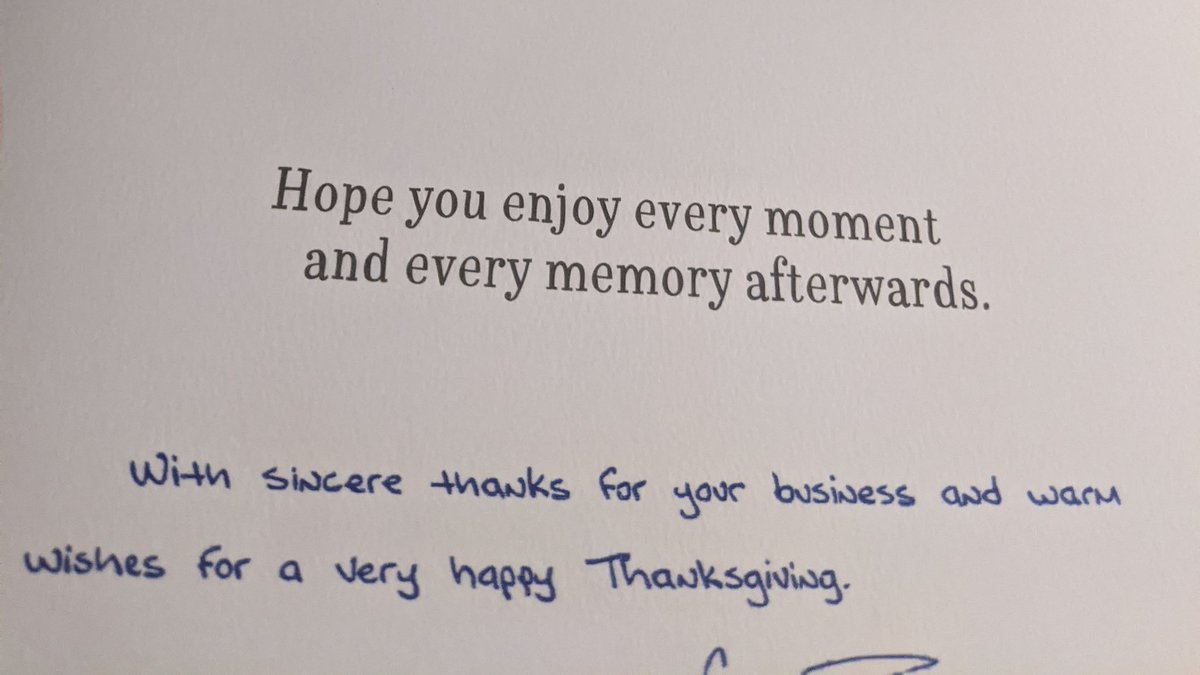 Hope you enjoy every moment
and every memory afterwards.
With sincere thanks for your business and warm
wishes for a very happy Thanksgiving.